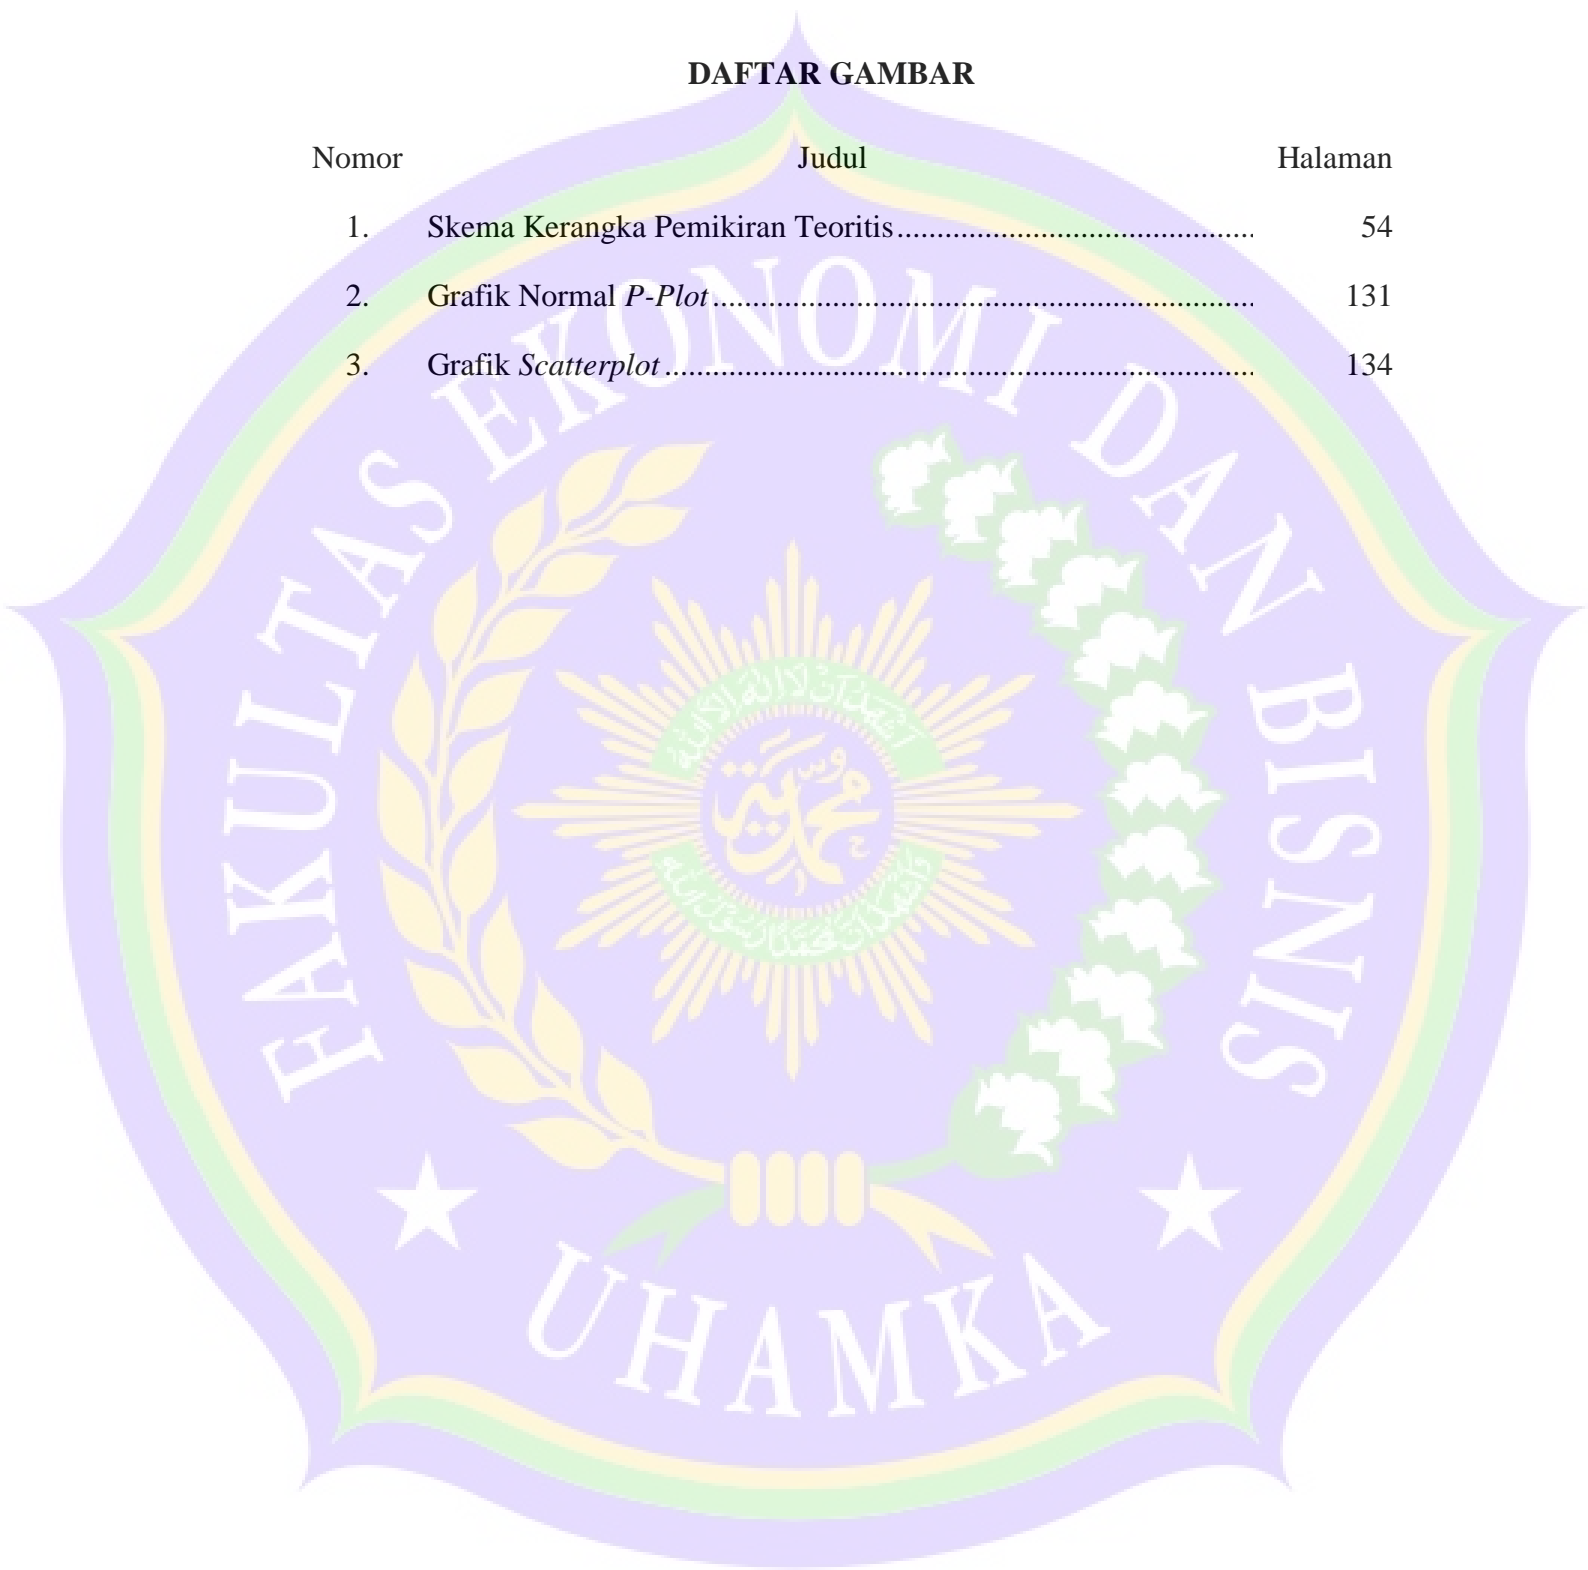 DAFTAR GAMBAR
Nomor Judul Halaman
1. Skema Kerangka Pemikiran Teoritis 54
2. Grafik Normal P-Plot 131
3. Grafik Scatterplot 134
FAKULTAS EKONOMI DAN BISNIS
محمدية
UHAMKA